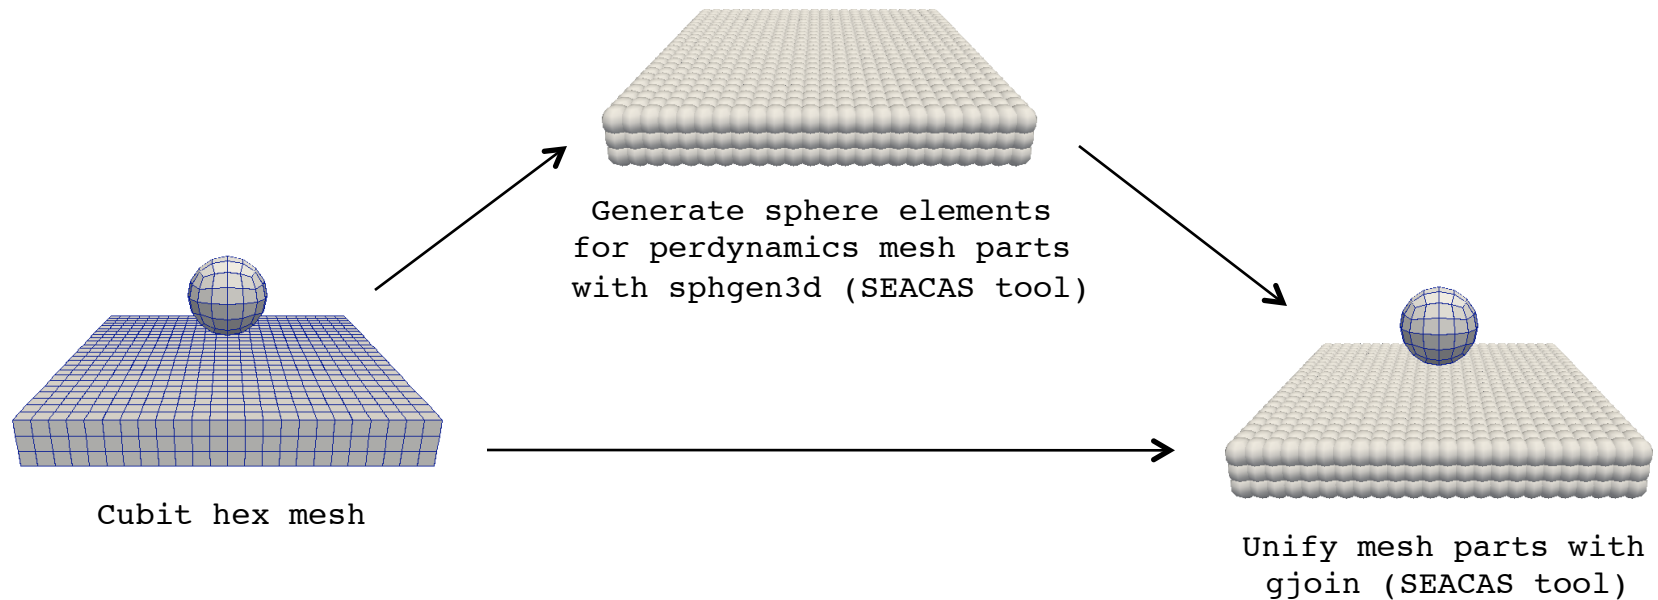 Generate sphere elements
for perdynamics mesh parts
with sphgen3d (SEACAS tool)
Cubit hex mesh
Unify mesh parts with
gjoin (SEACAS tool)